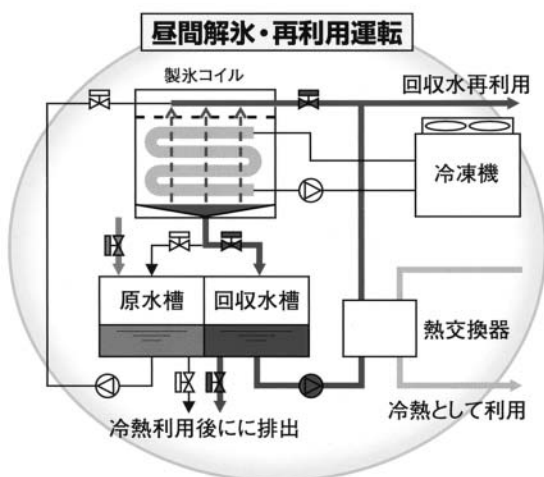 昼間解氷・再利用運転
製氷コイル
回収水再利用
冷凍機
原水槽
回収水槽
熱交換器
冷熱として利用
冷熱利用後にに排出